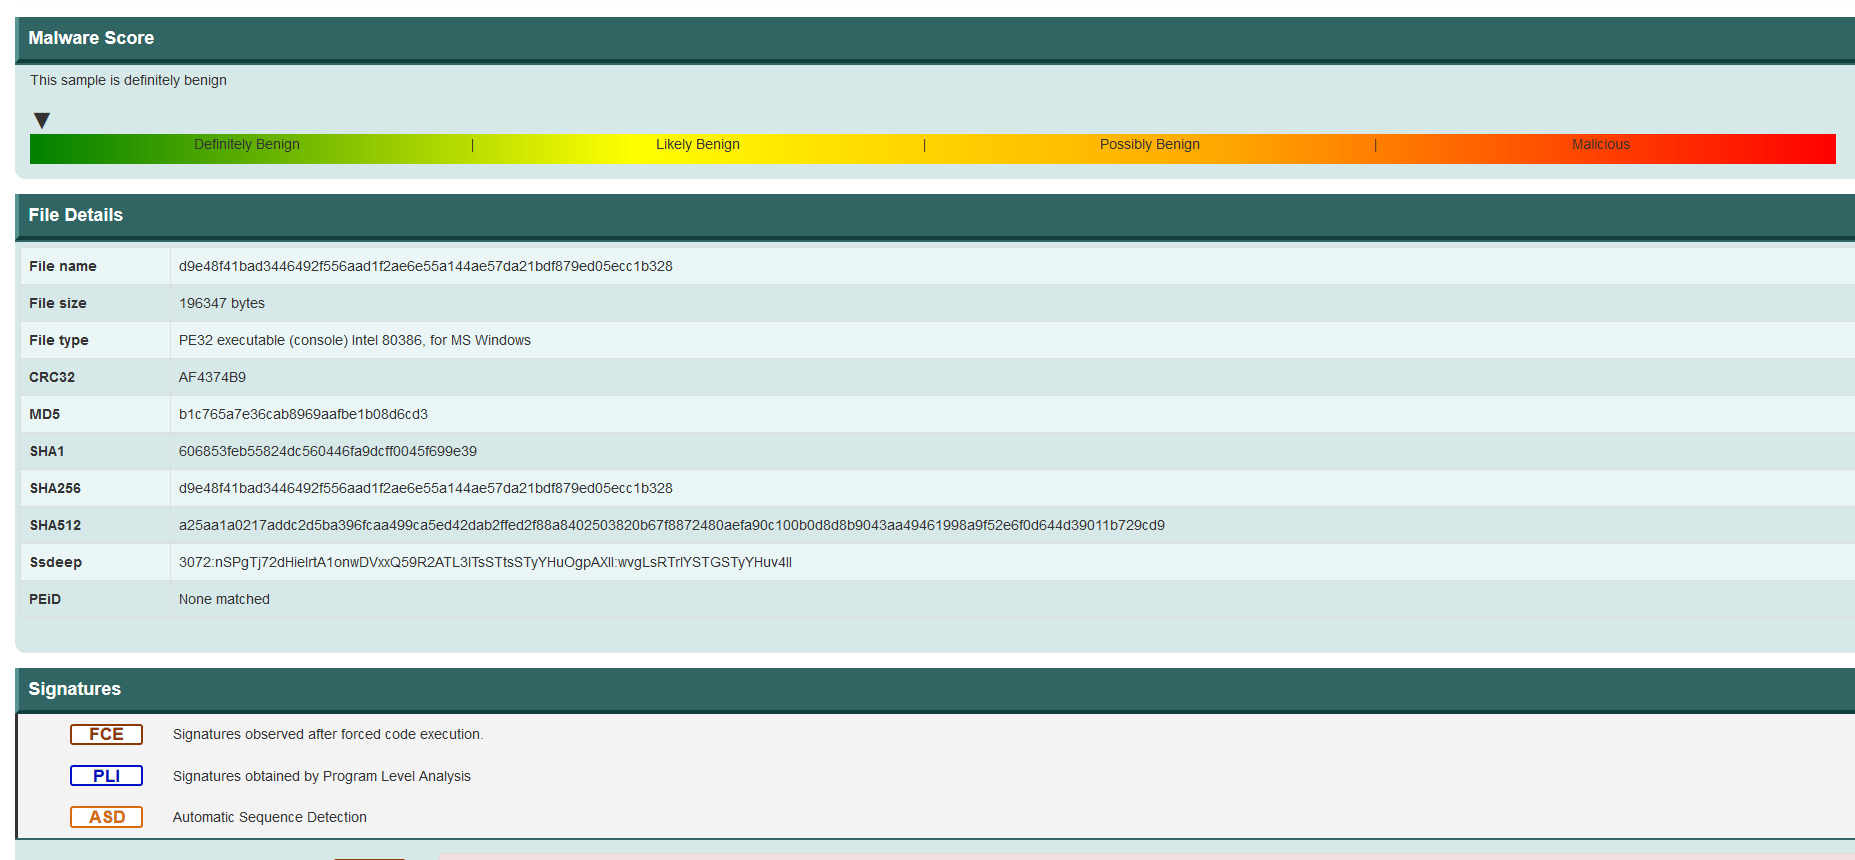 Malware Score
This sample is definitely benign
Definitely Benign | Likely Benign | Possibly Benign | Malicious
File Details
File name d9e48f41bad3446492f556aad1f2ae6e55a144ae57da21bdf879ed05ecc1b328
File size 196347 bytes
File type PE32 executable (console) Intel 80386, for MS Windows
CRC32 AF4374B9
MD5 b1c765a7e36cab8969aafbe1b08d6cd3
SHA1 606853feb55824dc560446fa9dcff0045f699e39
SHA256 d9e48f41bad3446492f556aad1f2ae6e55a144ae57da21bdf879ed05ecc1b328
SHA512 a25aa1a0217addc2d5ba396fcaa499ca5ed42dab2ffed2f88a8402503820b67f8872480aefa90c100b0d8d8b9043aa49461998a9f52e6f0d644d39011b729cd9
Ssdeep 3072:nSPgTj72dHielrtA1onwDVxxQ59R2ATL3lTsSTtsSTyYHuOgpAXll:wvgLsRTrlYSTGSTyYHuv4ll
PEiD None matched
Signatures
FCE Signatures observed after forced code execution.
PLI Signatures obtained by Program Level Analysis
ASD Automatic Sequence Detection